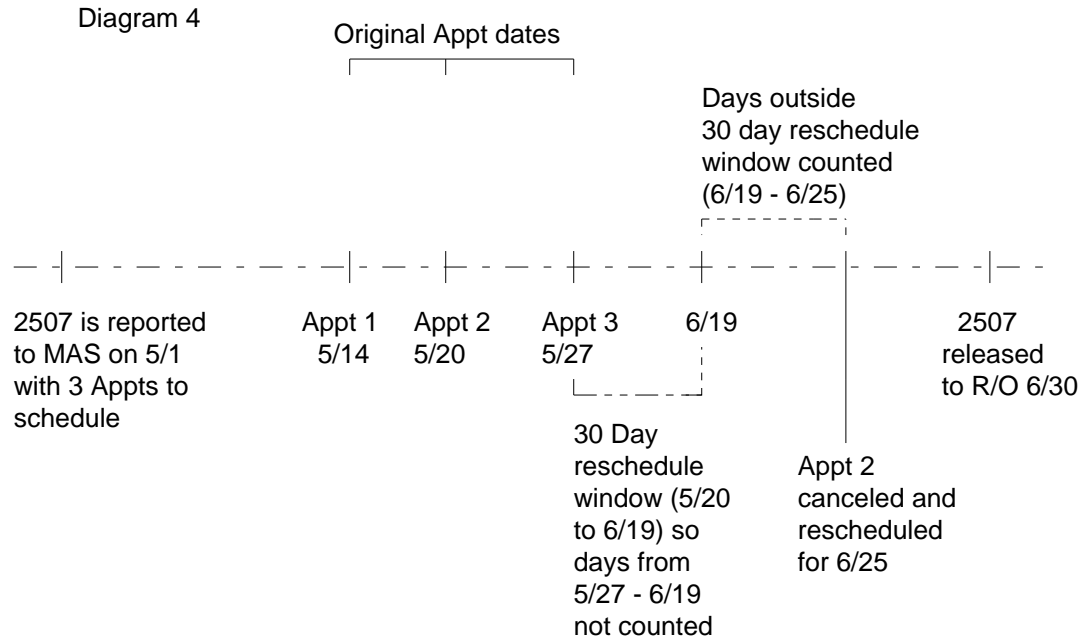 Diagram 4
Original Appt dates
Days outside
30 day reschedule
window counted
(6/19 - 6/25)
2507 is reported
to MAS on 5/1
with 3 Appts to
schedule
Appt 1
5/14
Appt 2
5/20
Appt 3
5/27
6/19
2507
released
to R/O 6/30
30 Day
reschedule
window (5/20
to 6/19) so
days from
5/27 - 6/19
not counted
Appt 2
canceled and
rescheduled
for 6/25